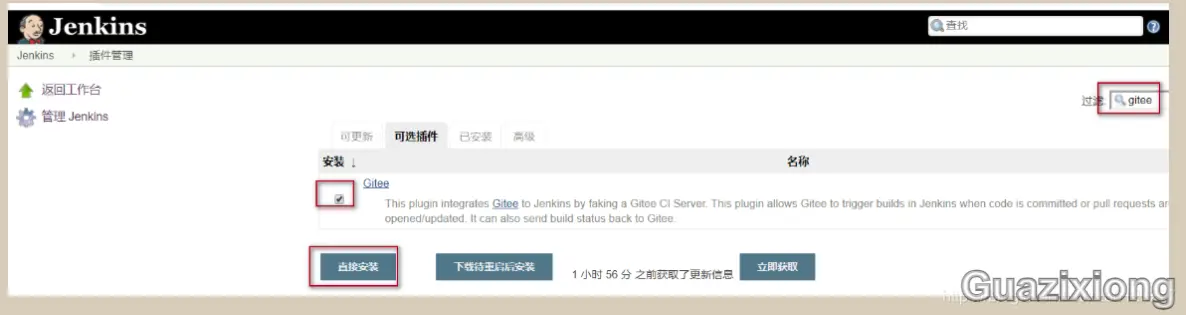 Jenkins
查找
Jenkins › 插件管理
返回工作台
管理 Jenkins
过滤: gitee
可更新 可选插件 已安装 高级
安装 ↓ 名称
Gitee
This plugin integrates Gitee to Jenkins by faking a Gitee CI Server. This plugin allows Gitee to trigger builds in Jenkins when code is committed or pull requests are
opened/updated. It can also send build status back to Gitee.
直接安装 下载待重启后安装 1 小时 56 分 之前获取了更新信息 立即获取
Guazixiong